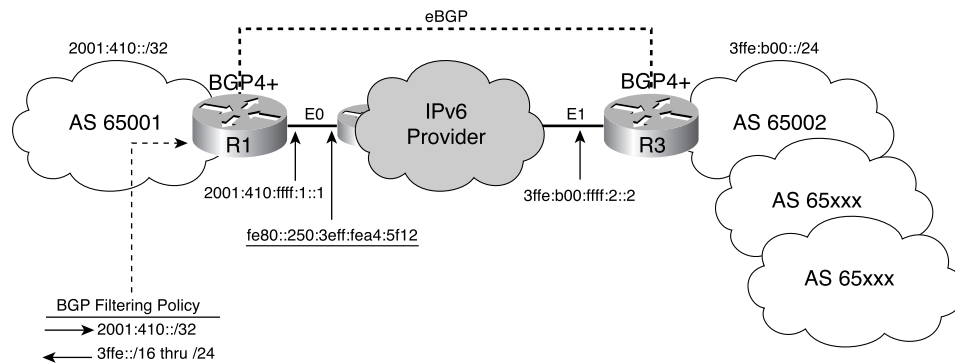 eBGP
2001:410::/32
3ffe:b00::/24
BGP4+
BGP4+
AS 65001
R1
E0
IPv6
Provider
E1
R3
AS 65002
2001:410:ffff:1::1
3ffe:b00:ffff:2::2
AS 65xxx
fe80::250:3eff:fea4:5f12
AS 65xxx
BGP Filtering Policy
2001:410::/32
3ffe::/16 thru /24